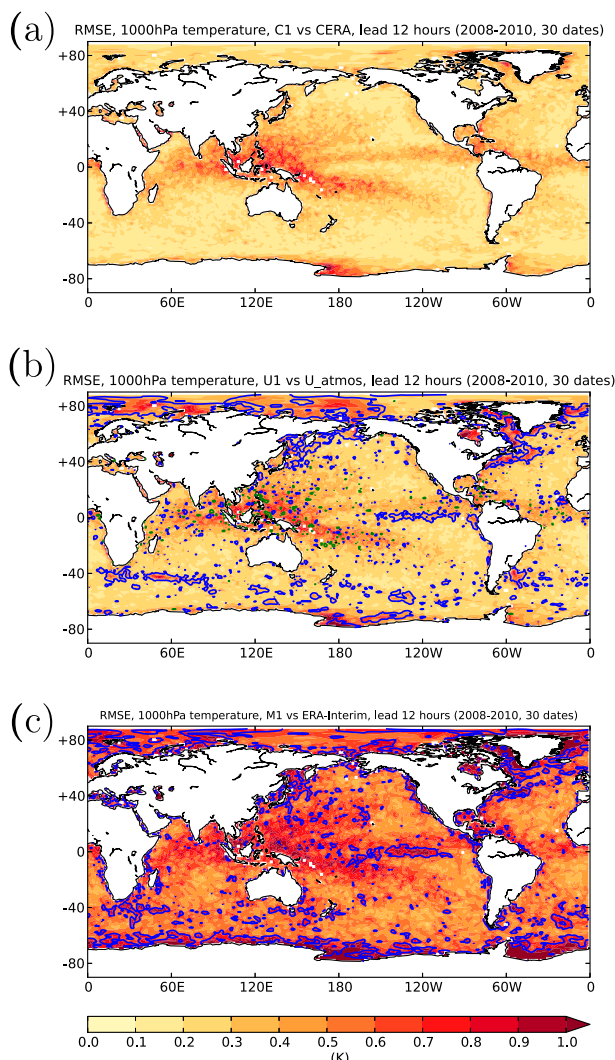 (a)
RMSE, 1000hPa temperature, C1 vs CERA, lead 12 hours (2008-2010, 30 dates)
+80
+40
0
-40
-80
0 60E 120E 180 120W 60W 0
(b)
RMSE, 1000hPa temperature, U1 vs U_atmos, lead 12 hours (2008-2010, 30 dates)
+80
+40
0
-40
-80
0 60E 120E 180 120W 60W 0
(c)
RMSE, 1000hPa temperature, M1 vs ERA-Interim, lead 12 hours (2008-2010, 30 dates)
+80
+40
0
-40
-80
0 60E 120E 180 120W 60W 0
0.0 0.1 0.2 0.3 0.4 0.5 0.6 0.7 0.8 0.9 1.0
(K)